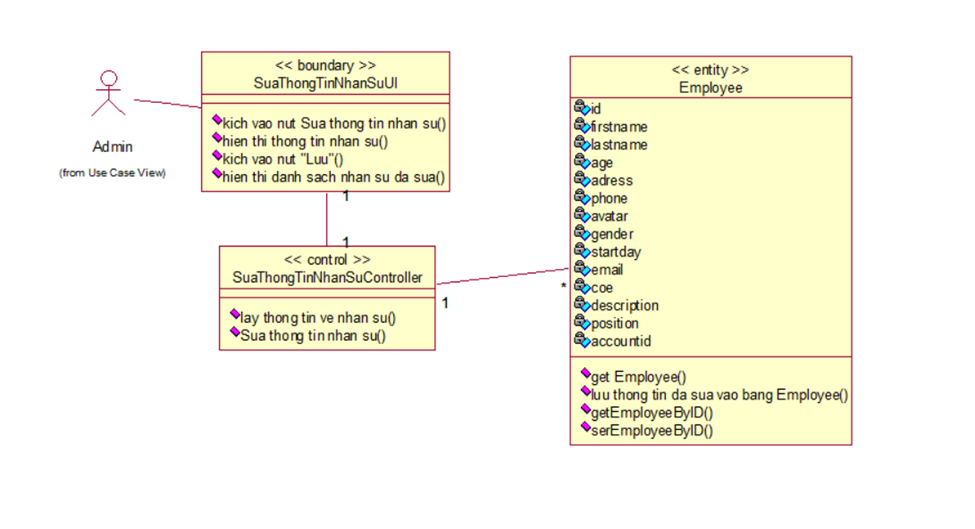 Admin
(from Use Case View)
<< boundary >>
SuaThongTinNhanSuUI
kich vao nut Sua thong tin nhan su()
hien thi thong tin nhan su()
kich vao nut "Luu"()
hien thi danh sach nhan su da sua()
1
1
<< control >>
SuaThongTinNhanSuController
lay thong tin ve nhan su()
Sua thong tin nhan su()
1
*
<< entity >>
Employee
id
firstname
lastname
age
adress
phone
avatar
gender
startday
email
coe
description
position
accountid
get Employee()
luu thong tin da sua vao bang Employee()
getEmployeeByID()
serEmployeeByID()